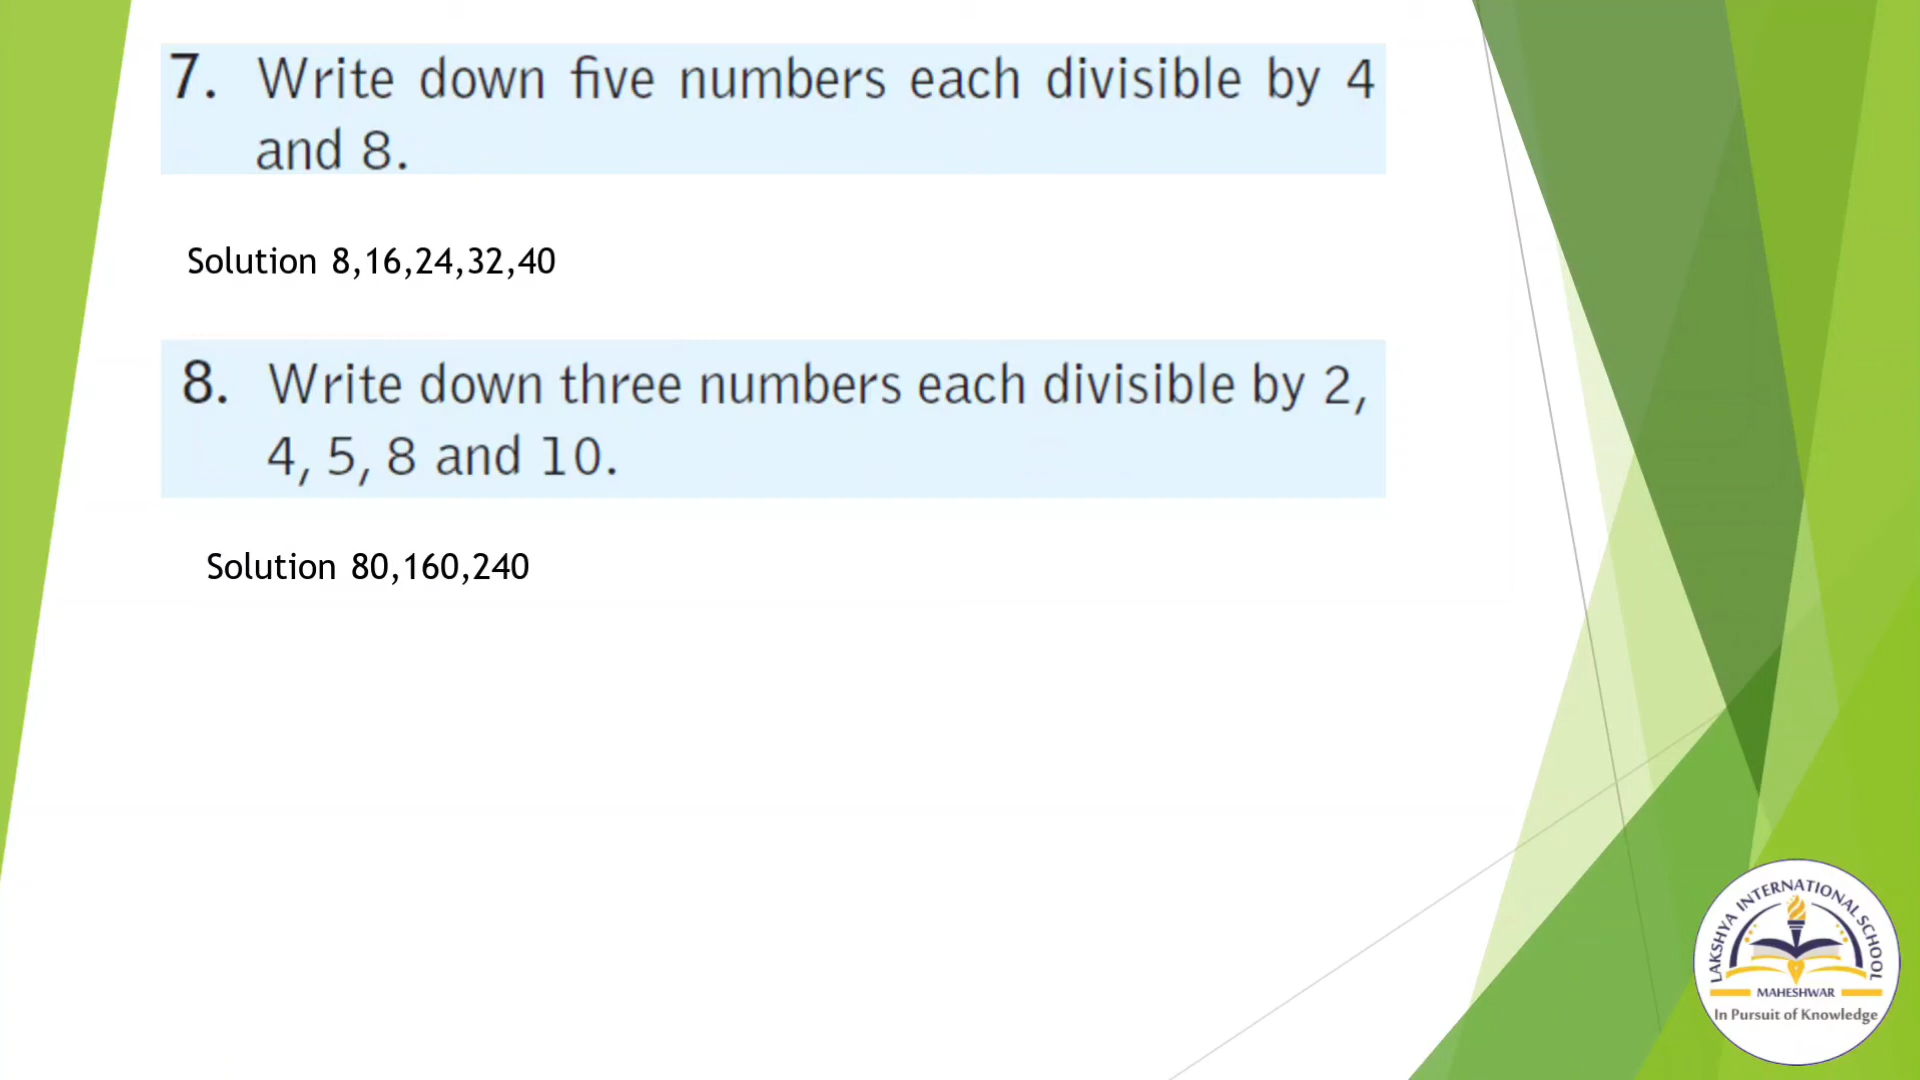 7. Write down five numbers each divisible by 4
and 8.
Solution 8,16,24,32,40
8. Write down three numbers each divisible by 2,
4, 5, 8 and 10.
Solution 80,160,240
LAKSHYA INTERNATIONAL SCHOOL
MAHESHWAR
In Pursuit of Knowledge